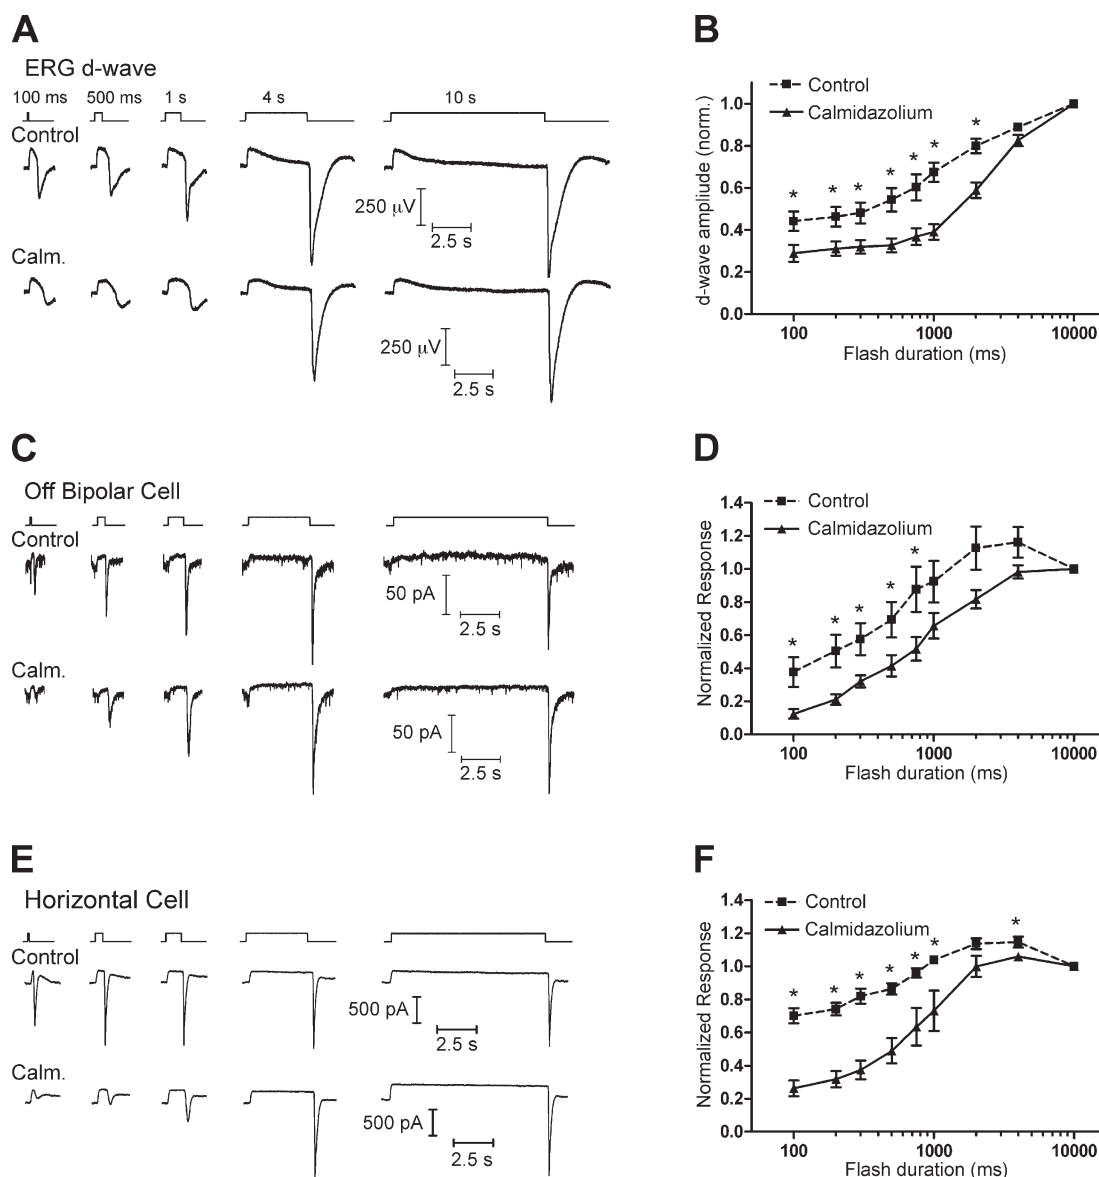 A
ERG d-wave
100 ms 500 ms 1 s 4 s 10 s
Control
250 μV
2.5 s
Calm.
250 μV
2.5 s
B
Control
Calmidazolium
d-wave ampliude (norm.)
1.0
0.8
0.6
0.4
0.2
0.0
* * * * * * *
100 1000 10000
Flash duration (ms)
C
Off Bipolar Cell
Control
50 pA
2.5 s
Calm.
50 pA
2.5 s
D
Control
Calmidazolium
Normalized Response
1.4
1.2
1.0
0.8
0.6
0.4
0.2
0.0
* * * * *
100 1000 10000
Flash duration (ms)
E
Horizontal Cell
Control
500 pA
2.5 s
Calm.
500 pA
2.5 s
F
Control
Calmidazolium
Normalized Response
1.4
1.2
1.0
0.8
0.6
0.4
0.2
0.0
* * * * * * *
100 1000 10000
Flash duration (ms)